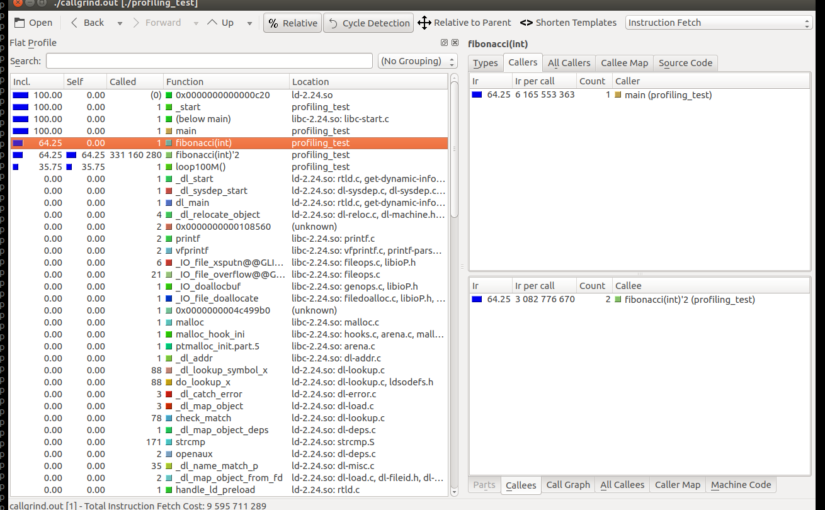 ./callgrind.out [./profiling_test]
Open Back Forward Up % Relative Cycle Detection Relative to Parent <> Shorten Templates Instruction Fetch
Flat Profile
Search: (No Grouping)
Incl. Self Called Function Location
100.00 0.00 (0) 0x0000000000000c20 ld-2.24.so
100.00 0.00 1 _start profiling_test
100.00 0.00 1 (below main) libc-2.24.so: libc-start.c
100.00 0.00 1 main profiling_test
64.25 0.00 1 fibonacci(int) profiling_test
64.25 64.25 331 160 280 fibonacci(int)'2 profiling_test
35.75 35.75 1 loop100M() profiling_test
0.00 0.00 1 _dl_start ld-2.24.so: rtld.c, get-dynamic-info...
0.00 0.00 1 _dl_sysdep_start ld-2.24.so: dl-sysdep.c, dl-sysdep.c...
0.00 0.00 1 dl_main ld-2.24.so: rtld.c, get-dynamic-info...
0.00 0.00 4 _dl_relocate_object ld-2.24.so: dl-reloc.c, dl-machine.h...
0.00 0.00 2 0x0000000000108560 (unknown)
0.00 0.00 2 printf libc-2.24.so: printf.c
0.00 0.00 2 vfprintf libc-2.24.so: vfprintf.c, printf-pars...
0.00 0.00 6 _IO_file_xsputn@@GLI... libc-2.24.so: fileops.c, libioP.h
0.00 0.00 21 _IO_file_overflow@@G... libc-2.24.so: fileops.c
0.00 0.00 1 _IO_doallocbuf libc-2.24.so: genops.c, libioP.h
0.00 0.00 1 _IO_file_doallocate libc-2.24.so: filedoalloc.c, libioP.h, ...
0.00 0.00 1 0x0000000004c499b0 (unknown)
0.00 0.00 1 malloc libc-2.24.so: malloc.c
0.00 0.00 1 malloc_hook_ini libc-2.24.so: hooks.c, arena.c, mall...
0.00 0.00 1 ptmalloc_init.part.5 libc-2.24.so: arena.c
0.00 0.00 1 _dl_addr libc-2.24.so: dl-addr.c
0.00 0.00 88 _dl_lookup_symbol_x ld-2.24.so: dl-lookup.c
0.00 0.00 88 do_lookup_x ld-2.24.so: dl-lookup.c, ldsodefs.h
0.00 0.00 3 _dl_catch_error ld-2.24.so: dl-error.c
0.00 0.00 3 _dl_map_object ld-2.24.so: dl-load.c
0.00 0.00 78 check_match ld-2.24.so: dl-lookup.c
0.00 0.00 1 _dl_map_object_deps ld-2.24.so: dl-deps.c
0.00 0.00 171 strcmp ld-2.24.so: strcmp.S
0.00 0.00 2 openaux ld-2.24.so: dl-deps.c
0.00 0.00 35 _dl_name_match_p ld-2.24.so: dl-misc.c
0.00 0.00 2 _dl_map_object_from_fd ld-2.24.so: dl-load.c, dl-fileid.h, dl-...
0.00 0.00 1 handle_ld_preload ld-2.24.so: rtld.c
fibonacci(int)
Types Callers All Callers Callee Map Source Code
Ir Ir per call Count Caller
64.25 6 165 553 363 1 main (profiling_test)
Ir Ir per call Count Callee
64.25 3 082 776 670 2 fibonacci(int)'2 (profiling_test)
Parts Callees Call Graph All Callees Caller Map Machine Code
callgrind.out [1] - Total Instruction Fetch Cost: 9 595 711 289